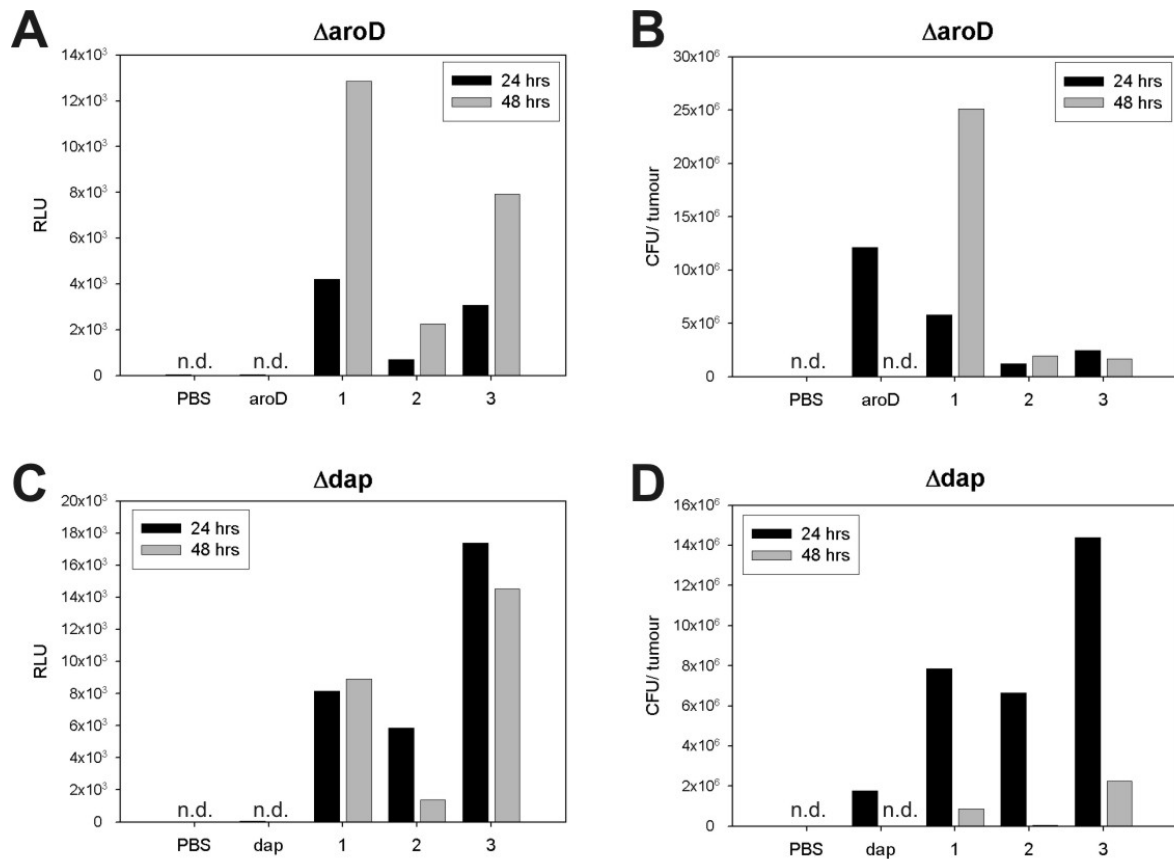 A
ΔaroD
14x10³
12x10³
10x10³
8x10³
6x10³
4x10³
2x10³
0
RLU
24 hrs
48 hrs
n.d.
n.d.
PBS
aroD
1
2
3
B
ΔaroD
30x10⁶
25x10⁶
20x10⁶
15x10⁶
10x10⁶
5x10⁶
0
CFU/ tumour
24 hrs
48 hrs
n.d.
n.d.
PBS
aroD
1
2
3
C
Δdap
20x10³
18x10³
16x10³
14x10³
12x10³
10x10³
8x10³
6x10³
4x10³
2x10³
0
RLU
24 hrs
48 hrs
n.d.
n.d.
PBS
dap
1
2
3
D
Δdap
16x10⁶
14x10⁶
12x10⁶
10x10⁶
8x10⁶
6x10⁶
4x10⁶
2x10⁶
0
CFU/ tumour
24 hrs
48 hrs
n.d.
n.d.
PBS
dap
1
2
3